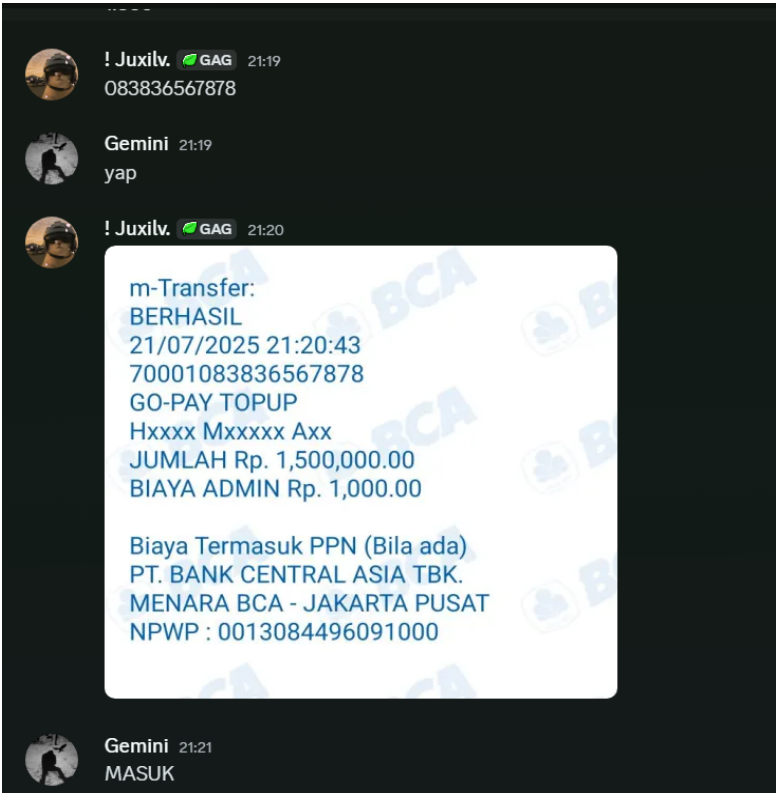 ! Juxilv. GAG 21:19
083836567878
Gemini 21:19
yap
! Juxilv. GAG 21:20
m-Transfer:
BERHASIL
21/07/2025 21:20:43
70001083836567878
GO-PAY TOPUP
Hxxxx Mxxxxx Axx
JUMLAH Rp. 1,500,000.00
BIAYA ADMIN Rp. 1,000.00
Biaya Termasuk PPN (Bila ada)
PT. BANK CENTRAL ASIA TBK.
MENARA BCA - JAKARTA PUSAT
NPWP : 0013084496091000
BCA
Gemini 21:21
MASUK